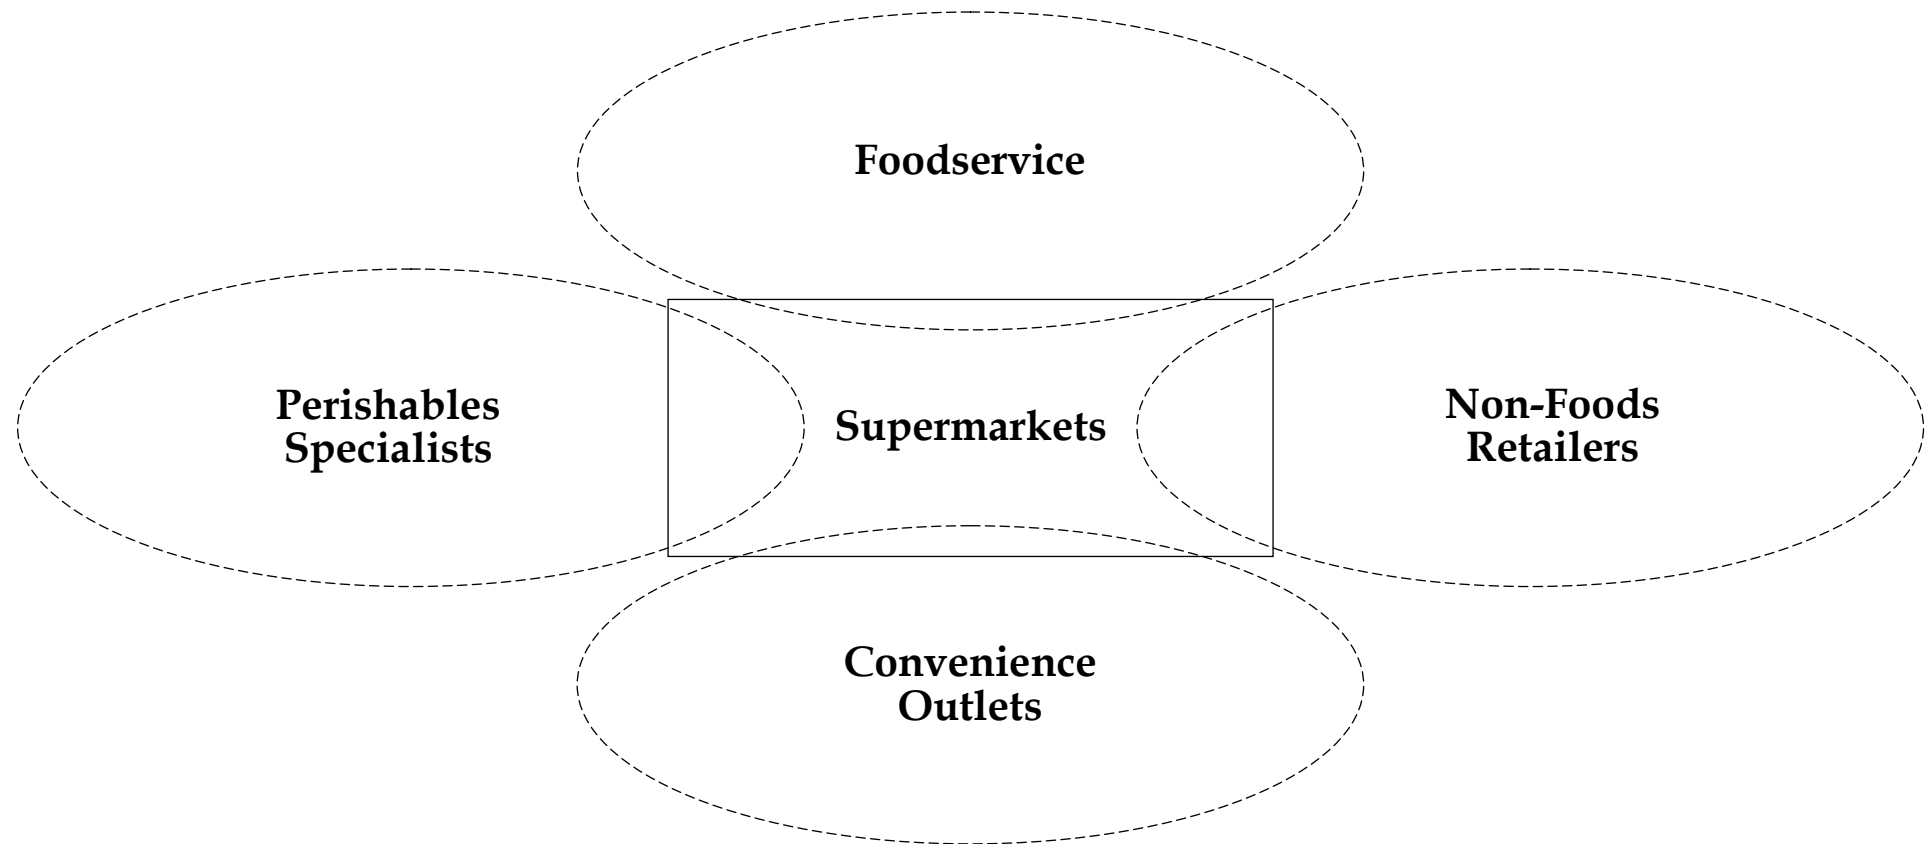 Foodservice
Perishables
Specialists
Supermarkets
Non-Foods
Retailers
Convenience
Outlets